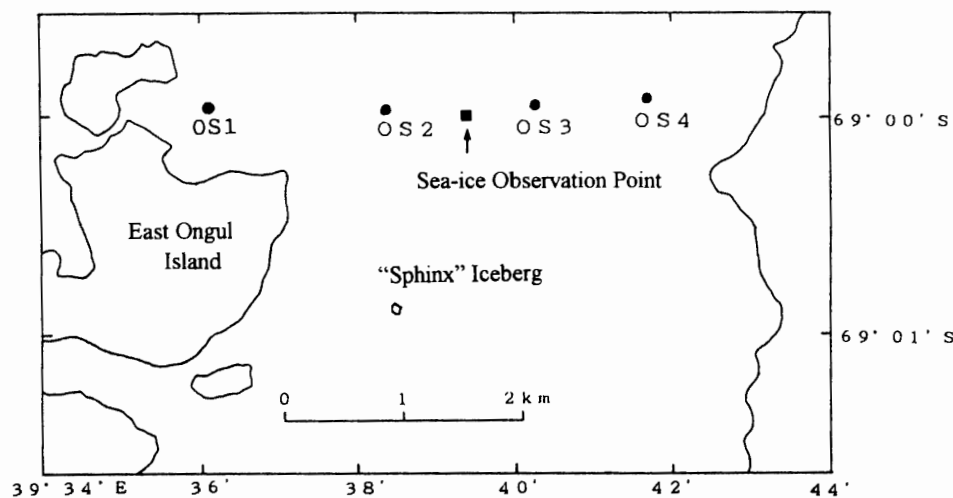 OS1
OS2
OS3
OS4
69° 00' S
Sea-ice Observation Point
East Ongul
Island
“Sphinx” Iceberg
69° 01' S
0 1 2 km
39° 34' E 36' 38' 40' 42' 44'